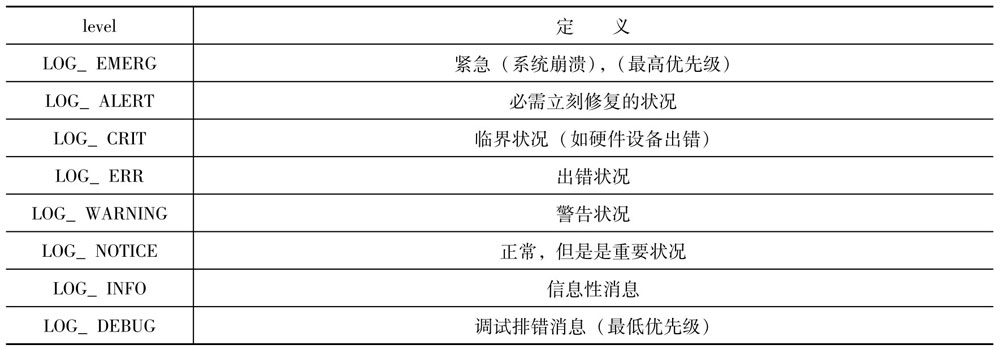 level 定 义
LOG_ EMERG 紧急（系统崩溃），（最高优先级）
LOG_ ALERT 必需立刻修复的状况
LOG_ CRIT 临界状况（如硬件设备出错）
LOG_ ERR 出错状况
LOG_ WARNING 警告状况
LOG_ NOTICE 正常，但是是重要状况
LOG_ INFO 信息性消息
LOG_ DEBUG 调试排错消息（最低优先级）